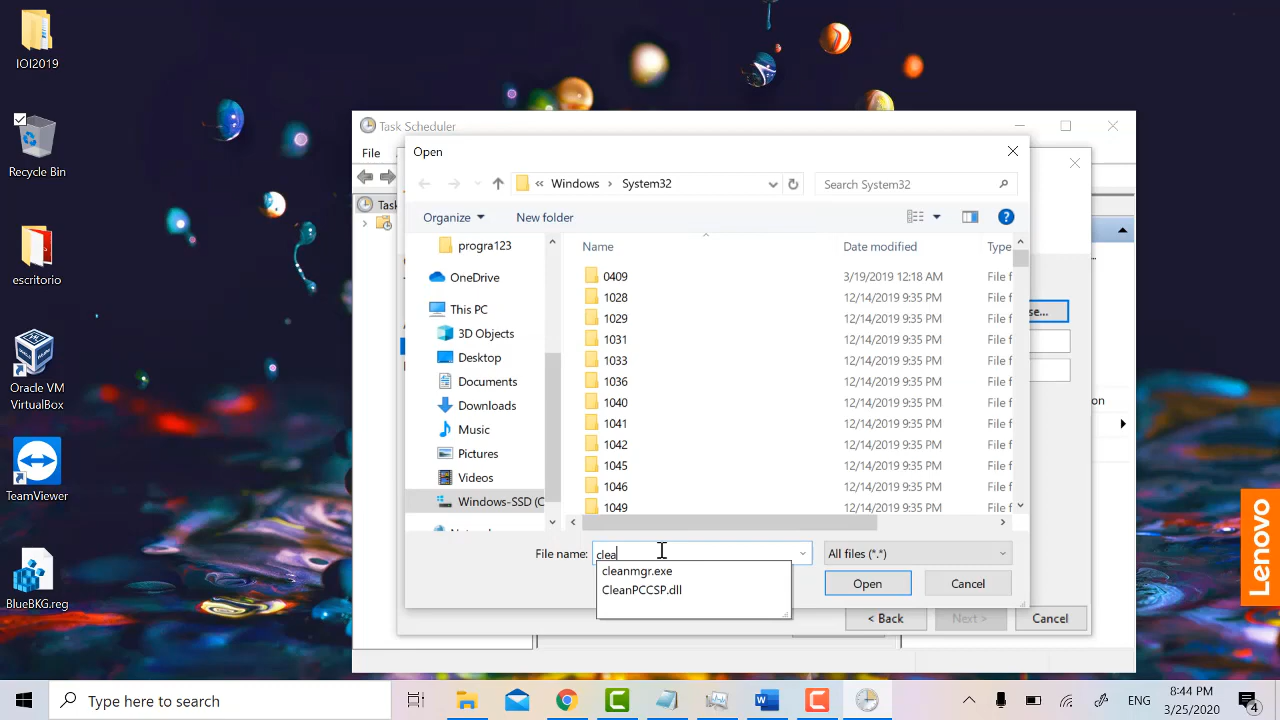 IOI2019
Recycle Bin
escritorio
Oracle VM
VirtualBox
TeamViewer
BlueBKG.reg
Task Scheduler
File
Task
Open
Windows
System32
Search System32
Organize
New folder
progra123
OneDrive
This PC
3D Objects
Desktop
Documents
Downloads
Music
Pictures
Videos
Windows-SSD (C
Name
Date modified
Type
0409 3/19/2019 12:18 AM File f
1028 12/14/2019 9:35 PM File f
1029 12/14/2019 9:35 PM File f
1031 12/14/2019 9:35 PM File f
1033 12/14/2019 9:35 PM File f
1036 12/14/2019 9:35 PM File f
1040 12/14/2019 9:35 PM File f
1041 12/14/2019 9:35 PM File f
1042 12/14/2019 9:35 PM File f
1045 12/14/2019 9:35 PM File f
1046 12/14/2019 9:35 PM File f
1049 12/14/2019 9:35 PM File f
se...
on
File name: clea
All files (*.*)
cleanmgr.exe
CleanPCCSP.dll
Open
Cancel
< Back
Next >
Cancel
Lenovo
Type here to search
ENG
8:44 PM
3/25/2020
4